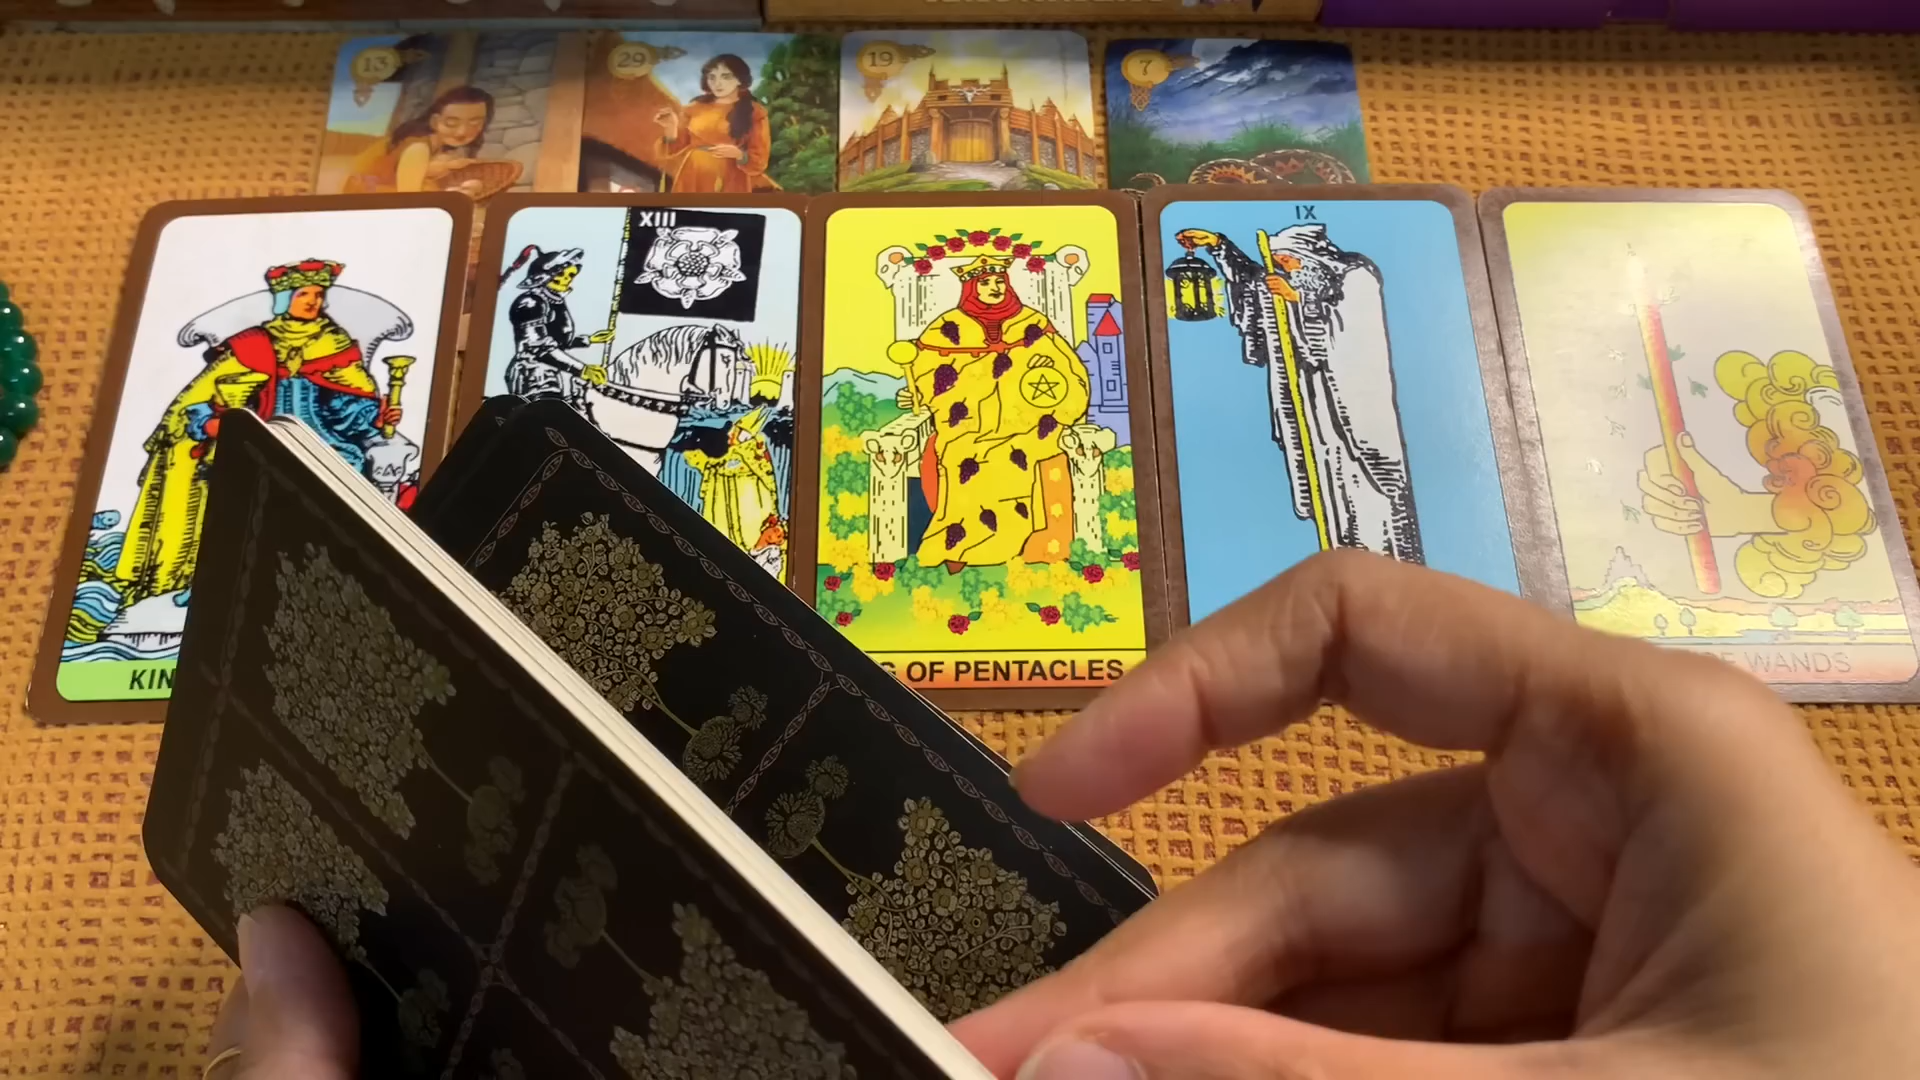 13
29
19
7
XIII
IX
KIN
G OF PENTACLES
WANDS